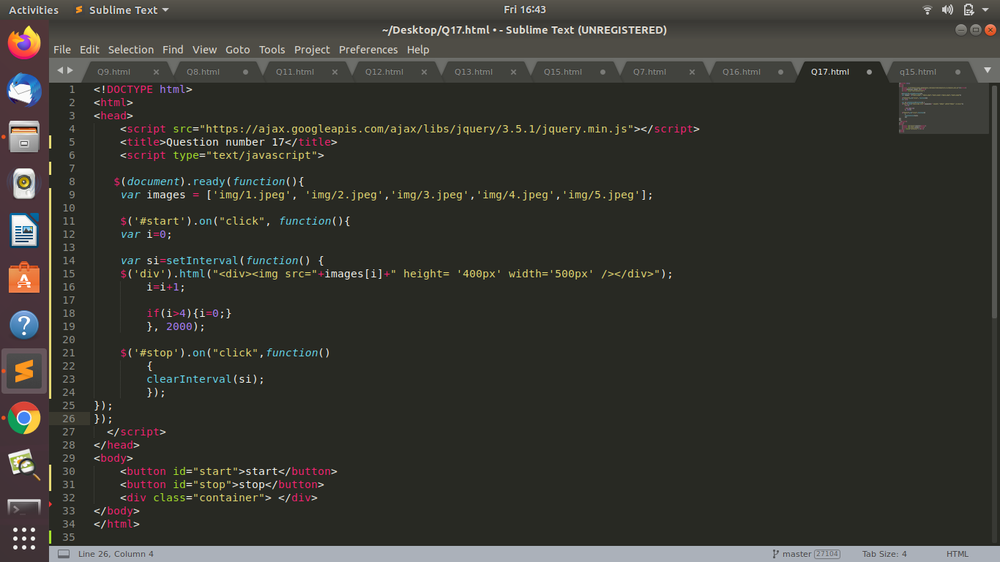 Activities Sublime Text Fri 16:43
~/Desktop/Q17.html • - Sublime Text (UNREGISTERED)
File Edit Selection Find View Goto Tools Project Preferences Help
Q9.html × Q8.html Q11.html × Q12.html × Q13.html × Q15.html Q7.html × Q16.html Q17.html q15.html
1 <!DOCTYPE html>
2 <html>
3 <head>
4 <script src="https://ajax.googleapis.com/ajax/libs/jquery/3.5.1/jquery.min.js"></script>
5 <title>Question number 17</title>
6 <script type="text/javascript">
7
8 $(document).ready(function(){
9 var images = ['img/1.jpeg', 'img/2.jpeg','img/3.jpeg','img/4.jpeg','img/5.jpeg'];
10
11 $('#start').on("click", function(){
12 var i=0;
13
14 var si=setInterval(function() {
15 $('div').html("<div><img src="+images[i]+" height= '400px' width='500px' /></div>");
16 i=i+1;
17
18 if(i>4){i=0;}
19 }, 2000);
20
21 $('#stop').on("click",function()
22 {
23 clearInterval(si);
24 });
25 });
26 });
27 </script>
28 </head>
29 <body>
30 <button id="start">start</button>
31 <button id="stop">stop</button>
32 <div class="container"> </div>
33 </body>
34 </html>
35
Line 26, Column 4 master 27104 Tab Size: 4 HTML